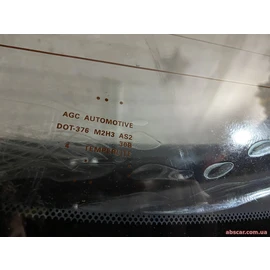 AGC AUTOMOTIVE
DOT-376 M2H3 AS2
abscar.com.ua